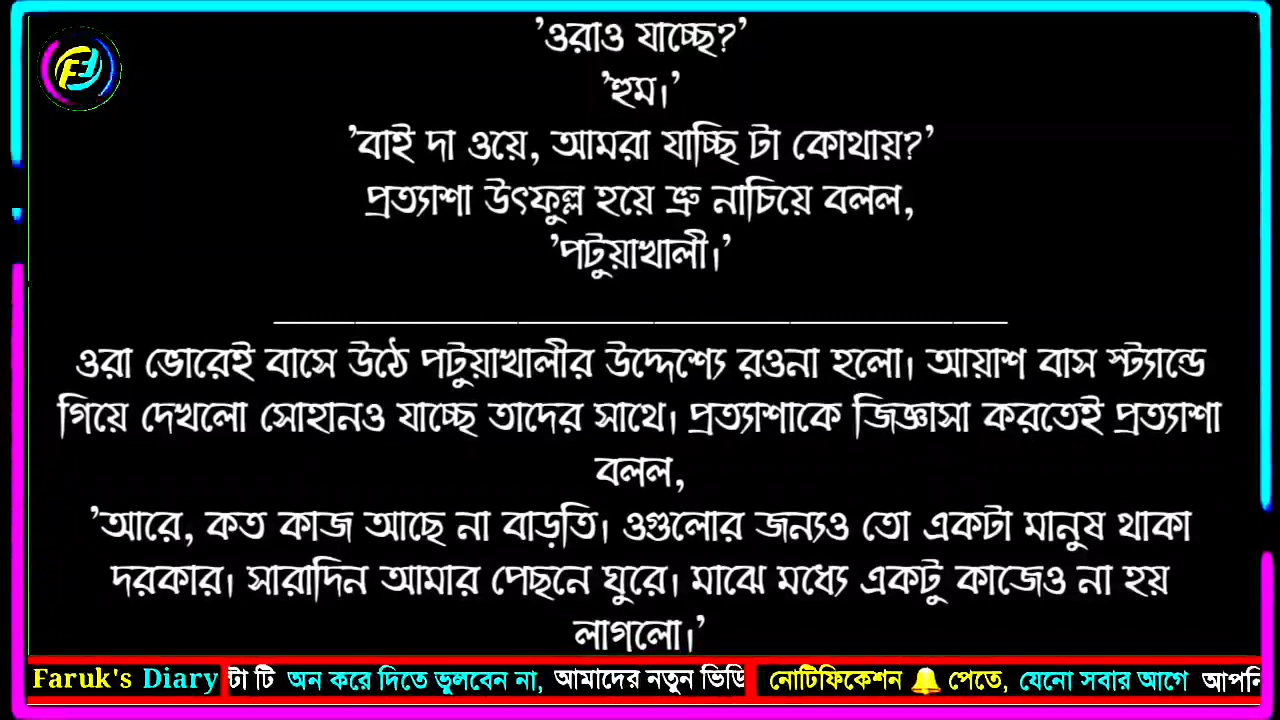 'ওরাও যাচ্ছে?'
'হুম।'
'বাই দা ওয়ে, আমরা যাচ্ছি টা কোথায়?'
প্রত্যাশা উৎফুল্ল হয়ে ভ্রু নাচিয়ে বলল,
'পটুয়াখালী।'
ওরা ভোরেই বাসে উঠে পটুয়াখালীর উদ্দেশ্যে রওনা হলো। আয়াশ বাস স্ট্যান্ডে
গিয়ে দেখলো সোহানও যাচ্ছে তাদের সাথে। প্রত্যাশাকে জিজ্ঞাসা করতেই প্রত্যাশা
বলল,
'আরে, কত কাজ আছে না বাড়তি। ওগুলোর জন্যও তো একটা মানুষ থাকা
দরকার। সারাদিন আমার পেছনে ঘুরে। মাঝে মধ্যে একটু কাজেও না হয়
লাগলো।'
Faruk's Diary টা টি অন করে দিতে ভুলবেন না, আমাদের নতুন ভিডি নোটিফিকেশন 🔔 পেতে, যেনো সবার আগে আপনি